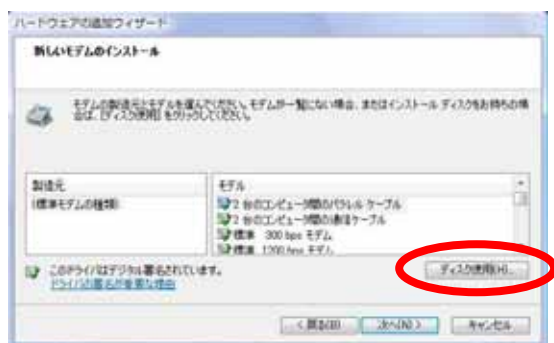 ハードウェアの追加ウィザード
新しいモデムのインストール
モデムの製造元とモデルを選んでください。モデムが一覧にない場合、またはインストール ディスクをお持ちの場
合は、[ディスク使用] をクリックしてください。
製造元
(標準モデムの種類)
モデル
2 台のコンピュータ間のパラレル ケーブル
2 台のコンピュータ間の通信ケーブル
標準 300 bps モデム
標準 1200 bps モデム
このドライバはデジタル署名されています。
ドライバの署名が重要な理由
ディスク使用(H)...
< 戻る(B)
次へ(N) >
キャンセル